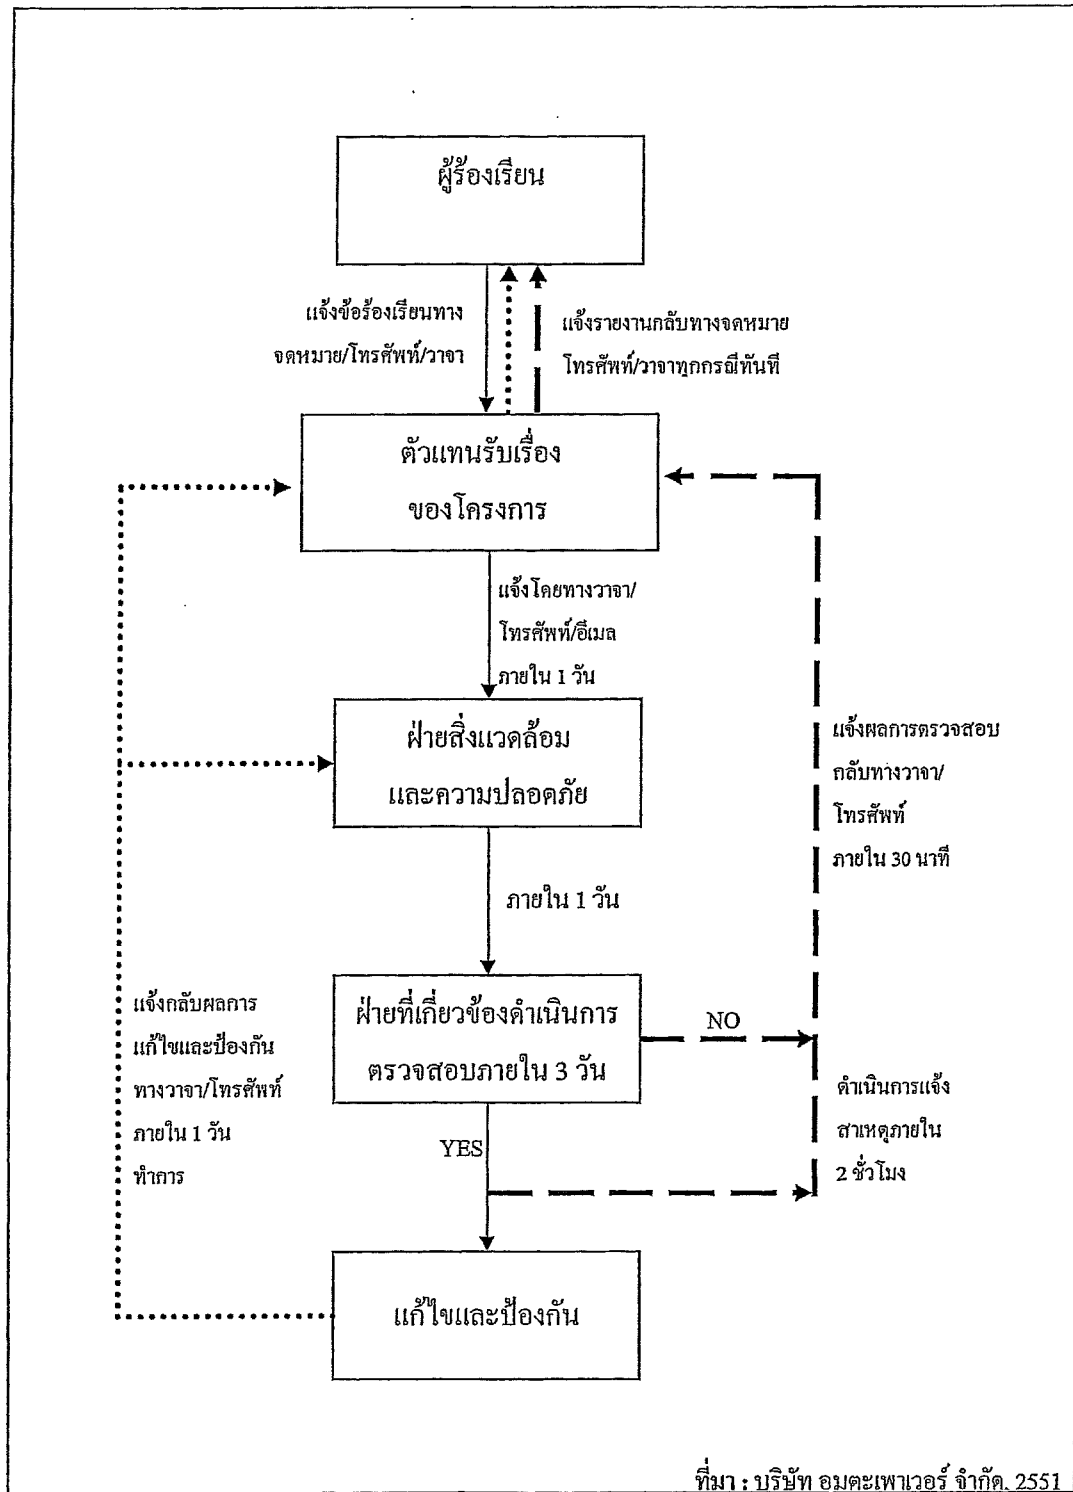 ผู้ร้องเรียน
แจ้งข้อร้องเรียนทาง
จดหมาย/โทรศัพท์/วาจา
แจ้งรายงานกลับทางจดหมาย
โทรศัพท์/วาจาทุกกรณีทันที
ตัวแทนรับเรื่อง
ของโครงการ
แจ้งโดยทางวาจา/
โทรศัพท์/อีเมล
ภายใน 1 วัน
ฝ่ายสิ่งแวดล้อม
และความปลอดภัย
แจ้งผลการตรวจสอบ
กลับทางวาจา/
โทรศัพท์
ภายใน 30 นาที
ภายใน 1 วัน
ฝ่ายที่เกี่ยวข้องดำเนินการ
ตรวจสอบภายใน 3 วัน
NO
แจ้งกลับผลการ
แก้ไขและป้องกัน
ทางวาจา/โทรศัพท์
ภายใน 1 วัน
ทำการ
ดำเนินการแจ้ง
สาเหตุภายใน
2 ชั่วโมง
YES
แก้ไขและป้องกัน
ที่มา : บริษัท อมตะเพาเวอร์ จำกัด, 2551